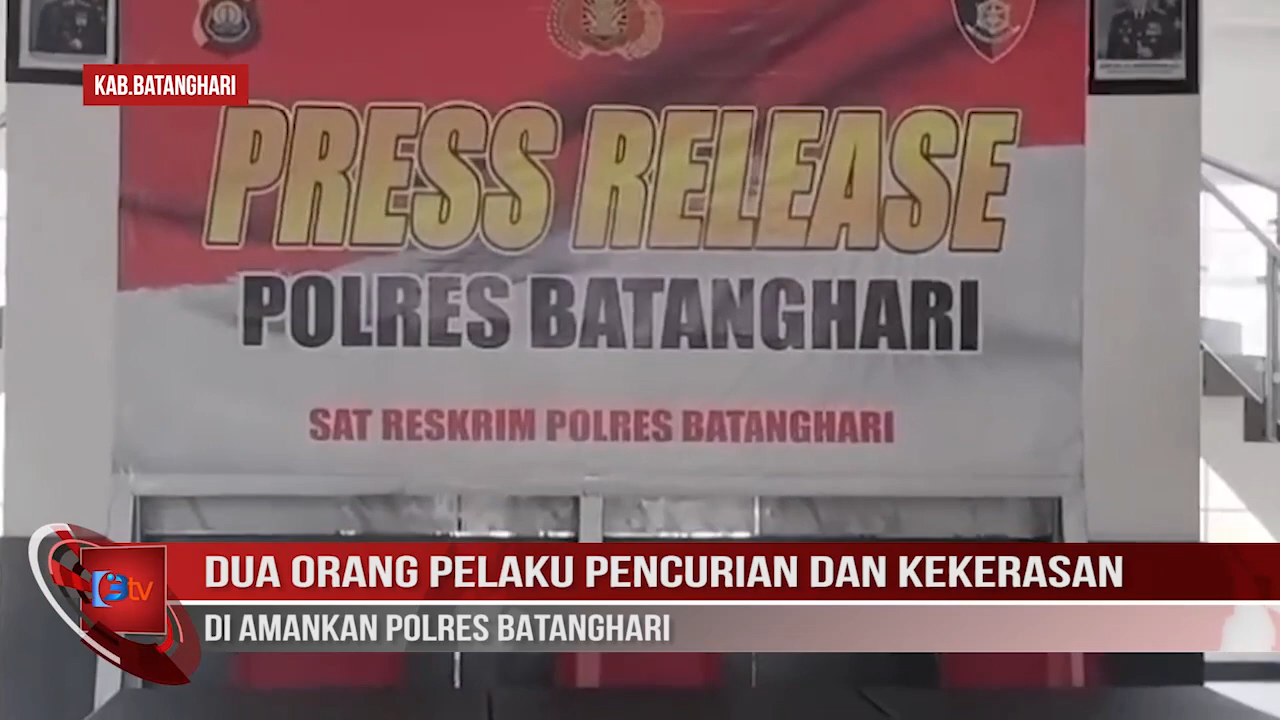 KAB.BATANGHARI
PRESS RELEASE
POLRES BATANGHARI
SAT RESKRIM POLRES BATANGHARI
DUA ORANG PELAKU PENCURIAN DAN KEKERASAN
DI AMANKAN POLRES BATANGHARI
tv